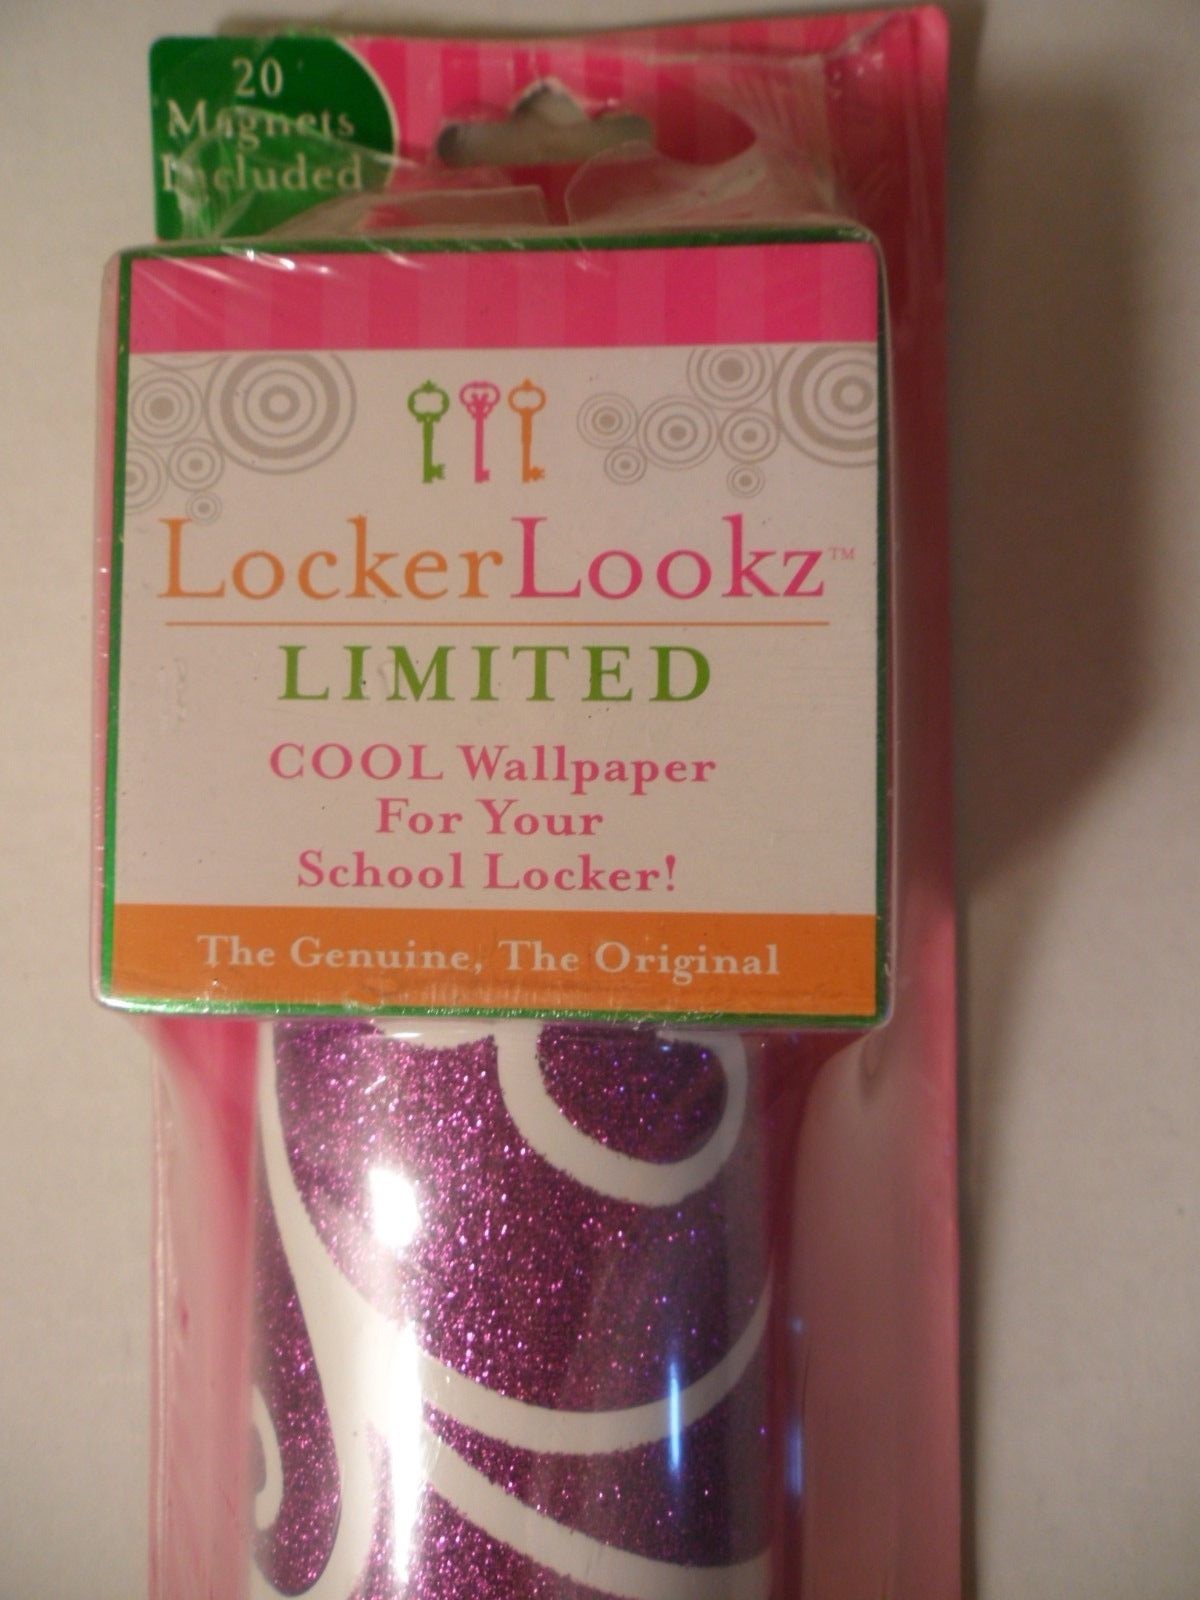 20
Magnets
Included
LockerLookz™
LIMITED
COOL Wallpaper
For Your
School Locker!
The Genuine, The Original